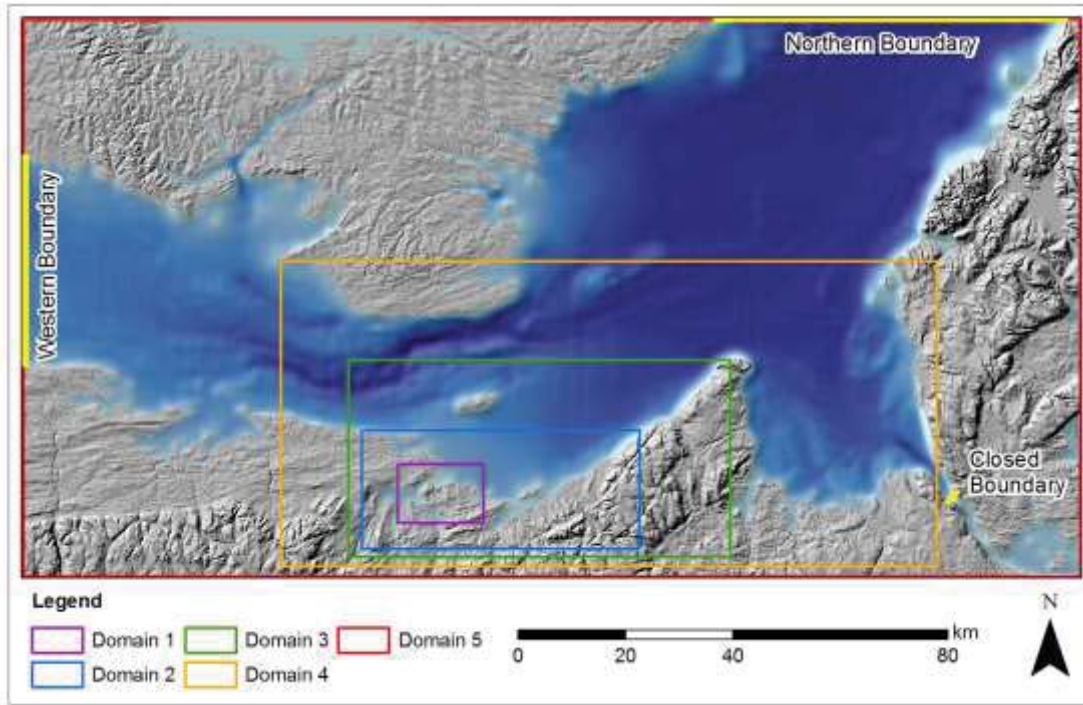 Northern Boundary
Western Boundary
Closed
Boundary
Legend
Domain 1
Domain 3
Domain 5
Domain 2
Domain 4
km
0
20
40
80
N